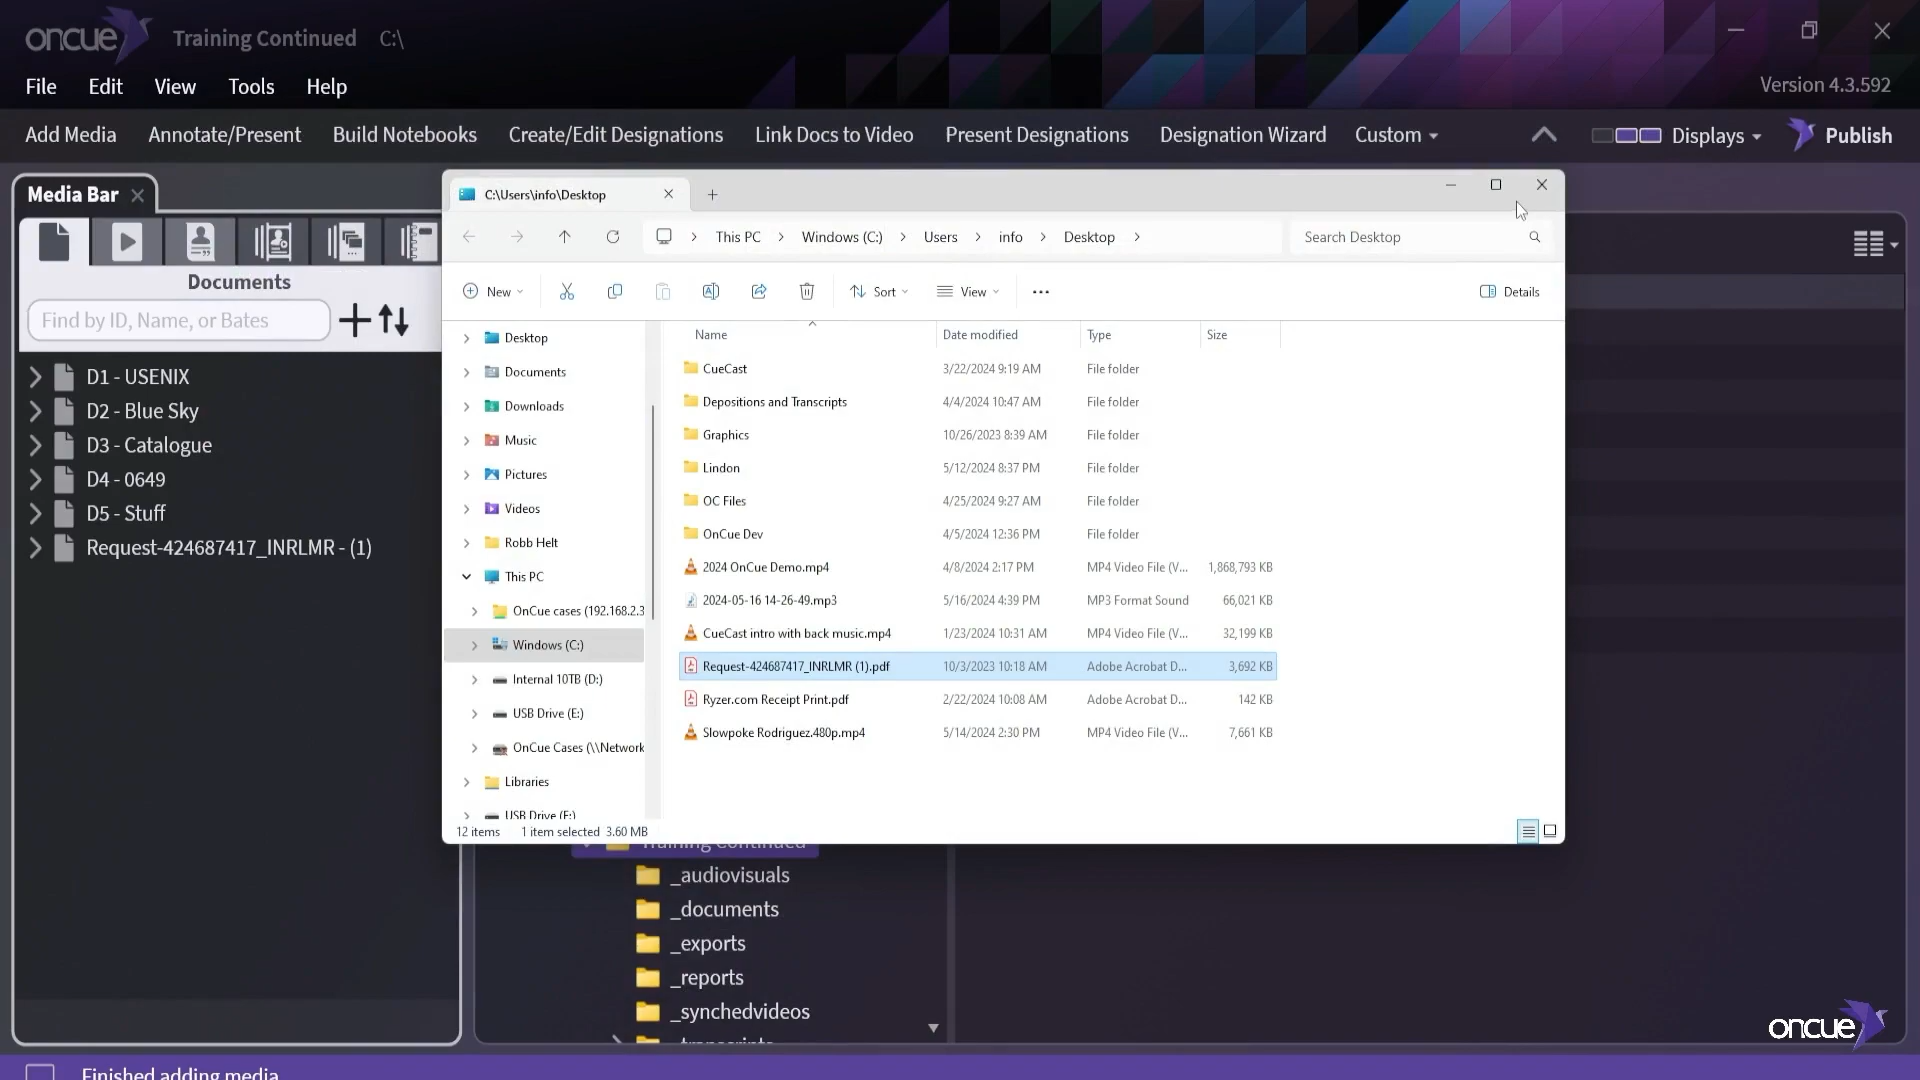 oncue Training Continued C:\
File Edit View Tools Help
Version 4.3.592
Add Media Annotate/Present Build Notebooks Create/Edit Designations Link Docs to Video Present Designations Designation Wizard Custom Displays Publish
Media Bar
Documents
Find by ID, Name, or Bates
D1 - USENIX
D2 - Blue Sky
D3 - Catalogue
D4 - 0649
D5 - Stuff
Request-424687417_INRLMR - (1)
C:\Users\info\Desktop
This PC > Windows (C:) > Users > info > Desktop >
Search Desktop
New Sort View Details
Desktop
Documents
Downloads
Music
Pictures
Videos
Robb Helt
This PC
OnCue cases (192.168.2.3
Windows (C:)
Internal 10TB (D:)
USB Drive (E:)
OnCue Cases (\\Network
Libraries
USB Drive (E:)
Name Date modified Type Size
CueCast 3/22/2024 9:19 AM File folder
Depositions and Transcripts 4/4/2024 10:47 AM File folder
Graphics 10/26/2023 8:39 AM File folder
Lindon 5/12/2024 8:37 PM File folder
OC Files 4/25/2024 9:27 AM File folder
OnCue Dev 4/5/2024 12:36 PM File folder
2024 OnCue Demo.mp4 4/8/2024 2:17 PM MP4 Video File (V... 1,868,793 KB
2024-05-16 14-26-49.mp3 5/16/2024 4:39 PM MP3 Format Sound 66,021 KB
CueCast intro with back music.mp4 1/23/2024 10:31 AM MP4 Video File (V... 32,199 KB
Request-424687417_INRLMR (1).pdf 10/3/2023 10:18 AM Adobe Acrobat D... 3,692 KB
Ryzer.com Receipt Print.pdf 2/22/2024 10:08 AM Adobe Acrobat D... 142 KB
Slowpoke Rodriguez.480p.mp4 5/14/2024 2:30 PM MP4 Video File (V... 7,661 KB
12 items 1 item selected 3.60 MB
Training Continued
_audiovisuals
_documents
_exports
_reports
_synchedvideos
_transcripts
oncue
Finished adding media